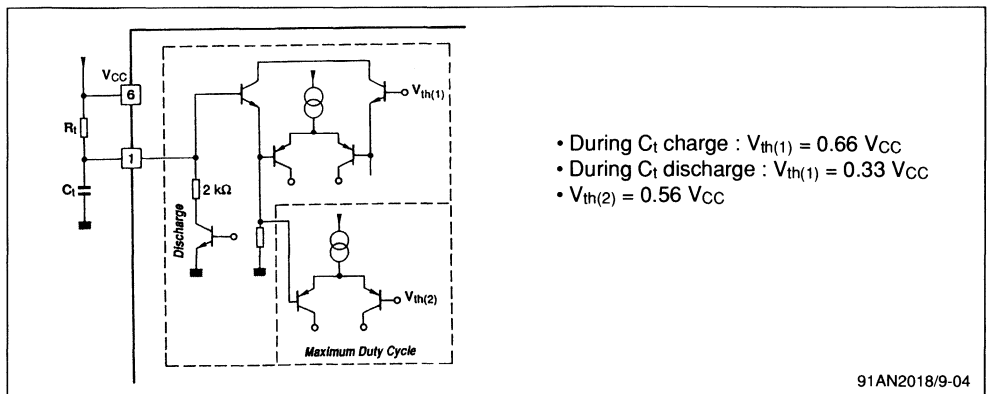 VCC
6
Rt
1
Ct
2 kΩ
Discharge
Vth(1)
Vth(2)
Maximum Duty Cycle
• During Ct charge : Vth(1) = 0.66 VCC
• During Ct discharge : Vth(1) = 0.33 VCC
• Vth(2) = 0.56 VCC
91AN2018/9-04